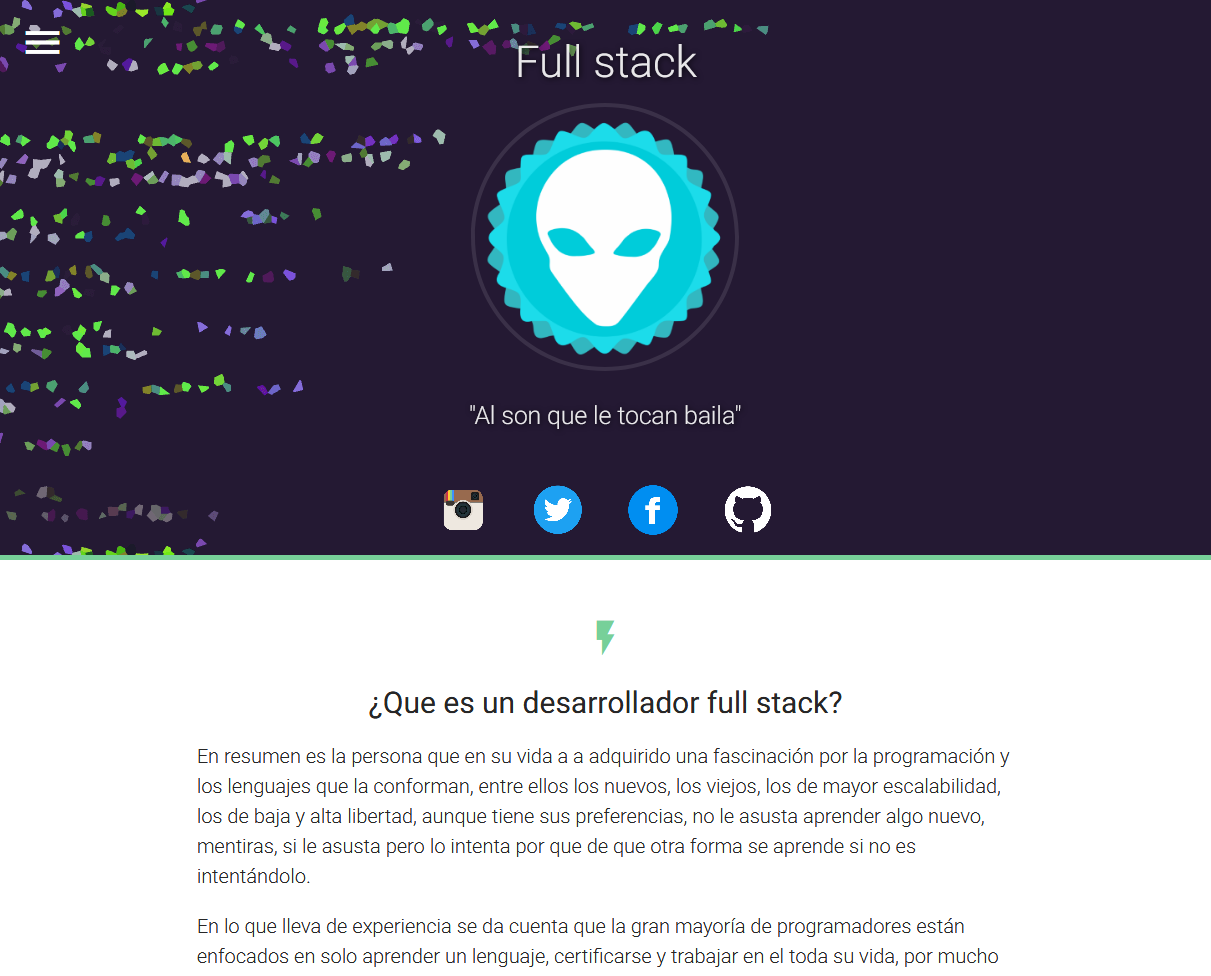 Full stack
"Al son que le tocan baila"
¿Que es un desarrollador full stack?
En resumen es la persona que en su vida a a adquirido una fascinación por la programación y
los lenguajes que la conforman, entre ellos los nuevos, los viejos, los de mayor escalabilidad,
los de baja y alta libertad, aunque tiene sus preferencias, no le asusta aprender algo nuevo,
mentiras, si le asusta pero lo intenta por que de que otra forma se aprende si no es
intentándolo.
En lo que lleva de experiencia se da cuenta que la gran mayoría de programadores están
enfocados en solo aprender un lenguaje, certificarse y trabajar en el toda su vida, por mucho